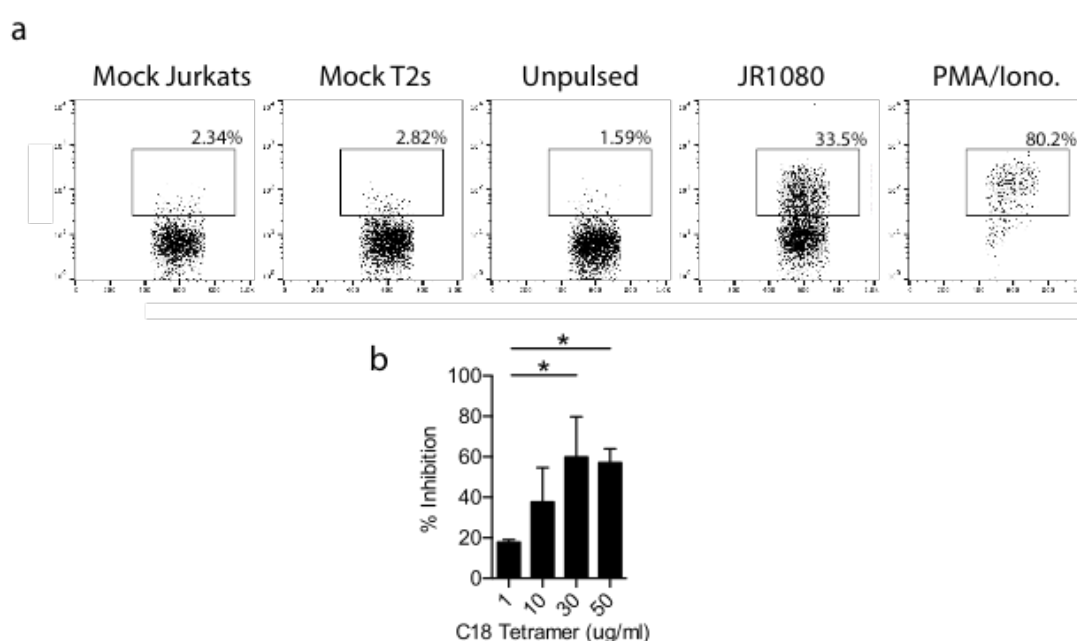 a
Mock Jurkats Mock T2s Unpulsed JR1080 PMA/Iono.
2.34% 2.82% 1.59% 33.5% 80.2%
b
* 
*
100
80
60
40
20
0
% Inhibition
1 10 30 50
C18 Tetramer (ug/ml)